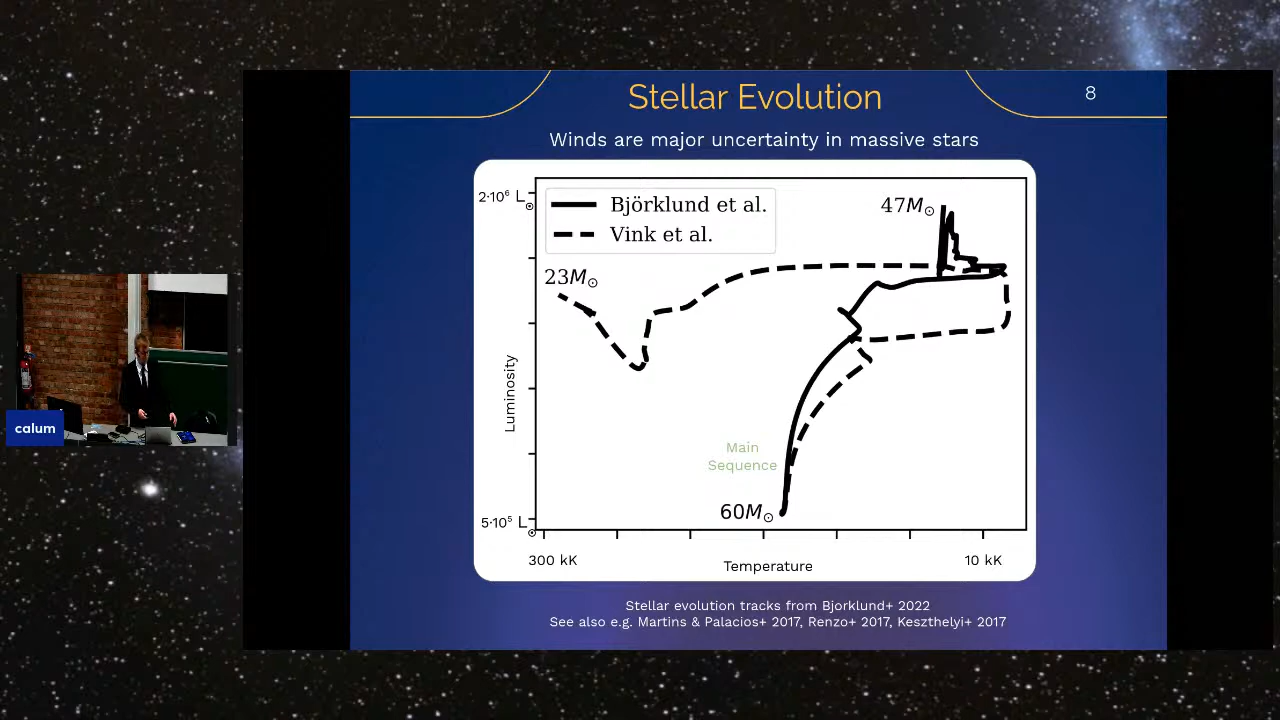 Stellar Evolution
8
Winds are major uncertainty in massive stars
2·10⁶ L⊙
Björklund et al.
Vink et al.
47M⊙
23M⊙
Luminosity
Main
Sequence
60M⊙
5·10⁵ L⊙
300 kK
Temperature
10 kK
Stellar evolution tracks from Bjorklund+ 2022
See also e.g. Martins & Palacios+ 2017, Renzo+ 2017, Keszthelyi+ 2017
calum